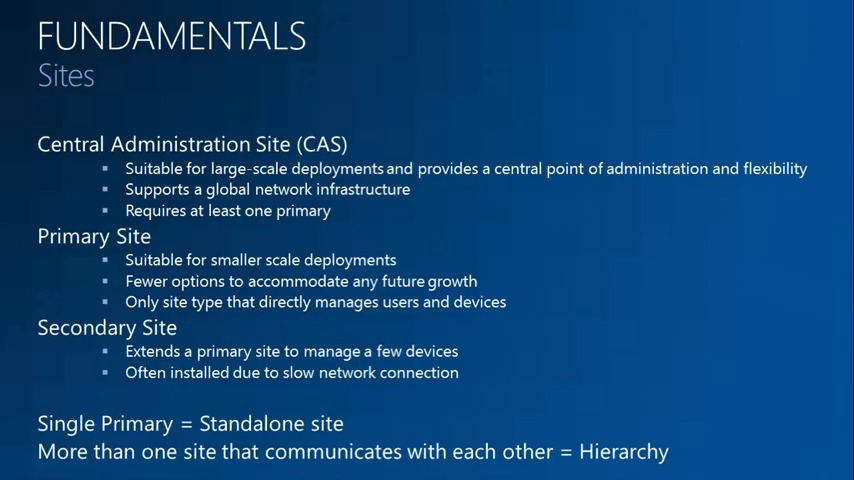 FUNDAMENTALS
Sites
Central Administration Site (CAS)
▪ Suitable for large-scale deployments and provides a central point of administration and flexibility
▪ Supports a global network infrastructure
▪ Requires at least one primary
Primary Site
▪ Suitable for smaller scale deployments
▪ Fewer options to accommodate any future growth
▪ Only site type that directly manages users and devices
Secondary Site
▪ Extends a primary site to manage a few devices
▪ Often installed due to slow network connection
Single Primary = Standalone site
More than one site that communicates with each other = Hierarchy